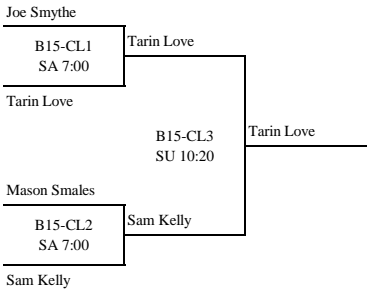 Joe Smythe
B15-CL1
SA 7:00
Tarin Love
Tarin Love
B15-CL3
SU 10:20
Tarin Love
Mason Smales
B15-CL2
SA 7:00
Sam Kelly
Sam Kelly